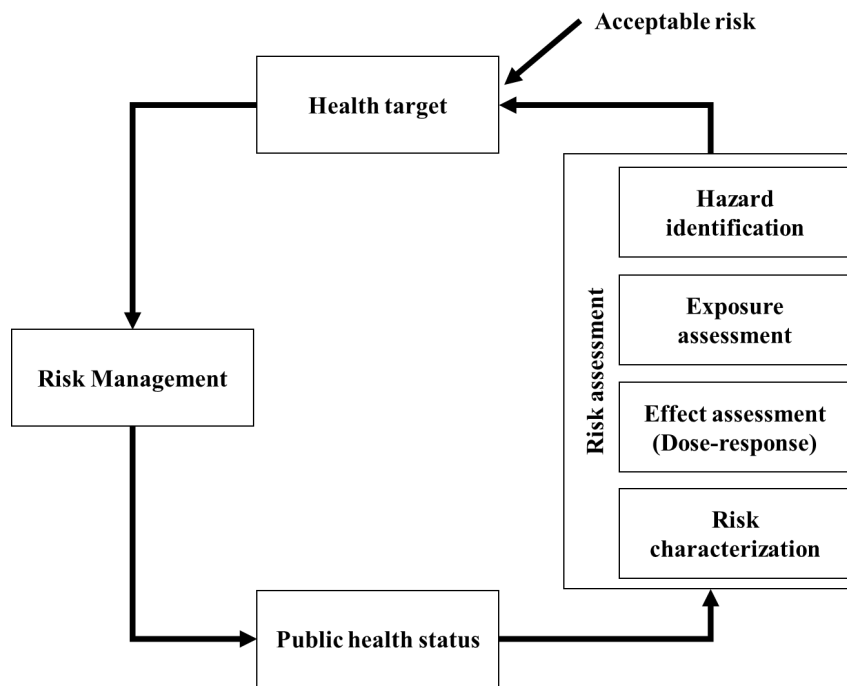 Acceptable risk
Health target
Hazard
identification
Exposure
assessment
Risk assessment
Risk Management
Effect assessment
(Dose-response)
Risk
characterization
Public health status